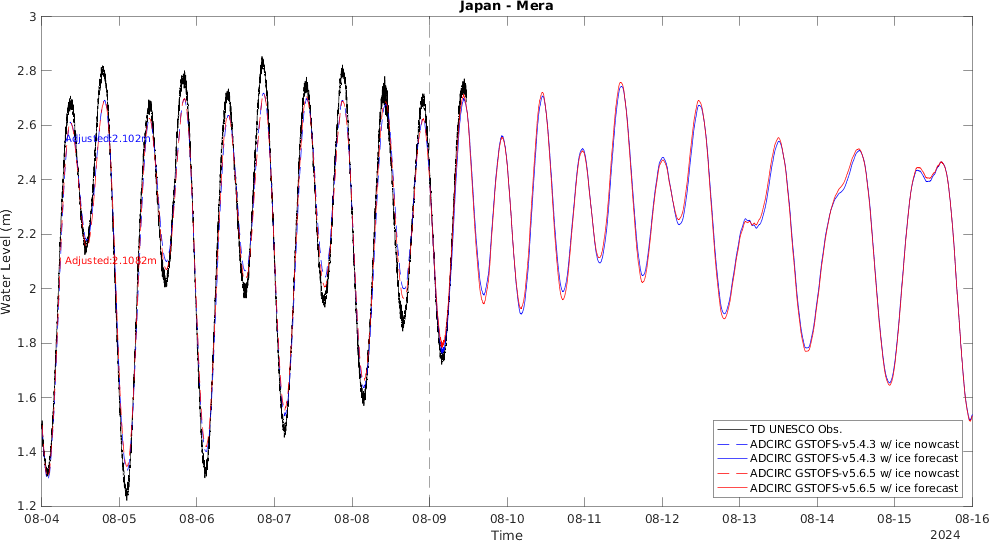 Japan - Mera
3
2.8
2.6
2.4
2.2
2
1.8
1.6
1.4
1.2
Water Level (m)
Adjusted:2.102m
Adjusted:2.1082m
TD UNESCO Obs.
ADCIRC GSTOFS-v5.4.3 w/ ice nowcast
ADCIRC GSTOFS-v5.4.3 w/ ice forecast
ADCIRC GSTOFS-v5.6.5 w/ ice nowcast
ADCIRC GSTOFS-v5.6.5 w/ ice forecast
08-04 08-05 08-06 08-07 08-08 08-09 08-10 08-11 08-12 08-13 08-14 08-15 08-16
Time
2024